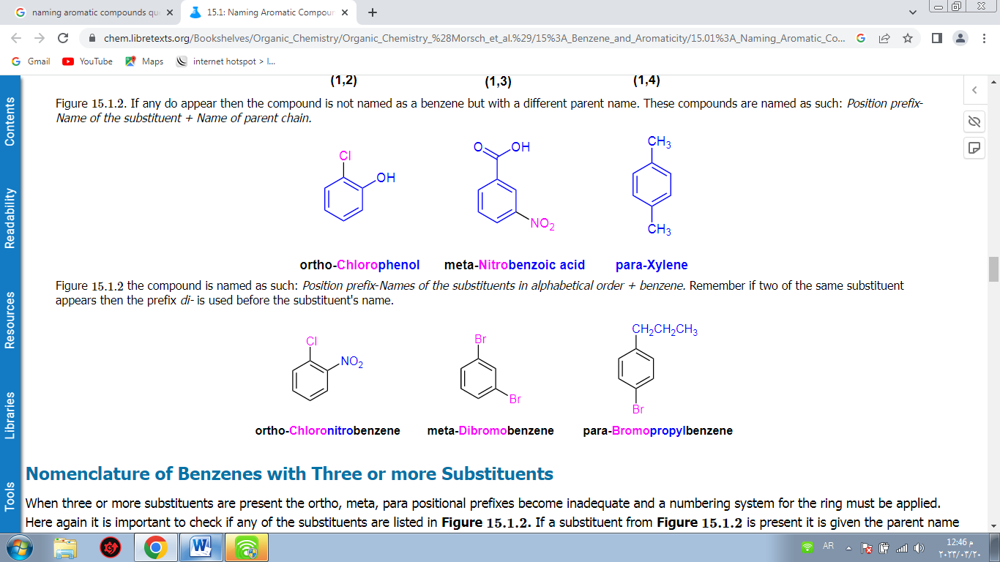 naming aromatic compounds qu
15.1: Naming Aromatic Compour
chem.libretexts.org/Bookshelves/Organic_Chemistry/Organic_Chemistry_%28Morsch_et_al.%29/15%3A_Benzene_and_Aromaticity/15.01%3A_Naming_Aromatic_Co...
Gmail YouTube Maps internet hotspot > I...
Contents
Readability
Resources
Libraries
Tools
(1,2) (1,3) (1,4)
Figure 15.1.2. If any do appear then the compound is not named as a benzene but with a different parent name. These compounds are named as such: Position prefix-
Name of the substituent + Name of parent chain.
Cl OH
O OH NO2
CH3 CH3
ortho-Chlorophenol meta-Nitrobenzoic acid para-Xylene
Figure 15.1.2 the compound is named as such: Position prefix-Names of the substituents in alphabetical order + benzene. Remember if two of the same substituent
appears then the prefix di- is used before the substituent's name.
Cl NO2
Br Br
CH2CH2CH3 Br
ortho-Chloronitrobenzene meta-Dibromobenzene para-Bromopropylbenzene
Nomenclature of Benzenes with Three or more Substituents
When three or more substituents are present the ortho, meta, para positional prefixes become inadequate and a numbering system for the ring must be applied.
Here again it is important to check if any of the substituents are listed in Figure 15.1.2. If a substituent from Figure 15.1.2 is present it is given the parent name
AR
12:46 م
٢٠٢٣/٠٣/٢٠